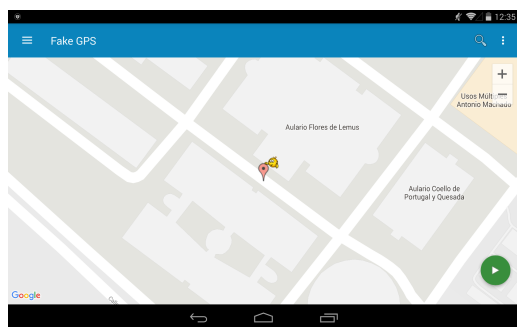 12:35
Fake GPS
Usos Múlti
Antonio Machado
Aulario Flores de Lemus
Aulario Coello de
Portugal y Quesada
Google